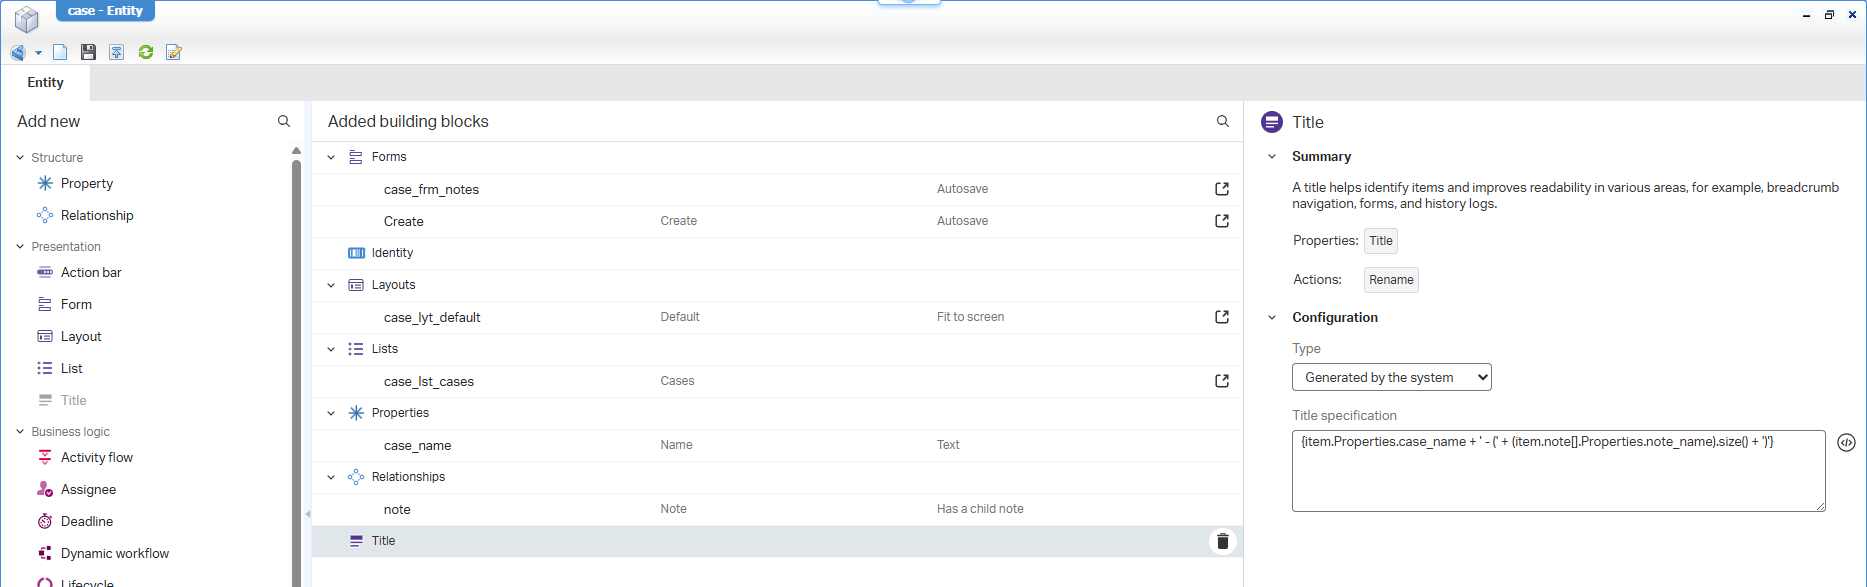 case - Entity
Entity
Add new
Structure
Property
Relationship
Presentation
Action bar
Form
Layout
List
Title
Business logic
Activity flow
Assignee
Deadline
Dynamic workflow
Lifecycle
Added building blocks
Forms
case_frm_notes Autosave
Create Create Autosave
Identity
Layouts
case_lyt_default Default Fit to screen
Lists
case_lst_cases Cases
Properties
case_name Name Text
Relationships
note Note Has a child note
Title
Title
Summary
A title helps identify items and improves readability in various areas, for example, breadcrumb
navigation, forms, and history logs.
Properties: Title
Actions: Rename
Configuration
Type
Generated by the system
Title specification
{item.Properties.case_name + ' - (' + (item.note[].Properties.note_name).size() + ')'}